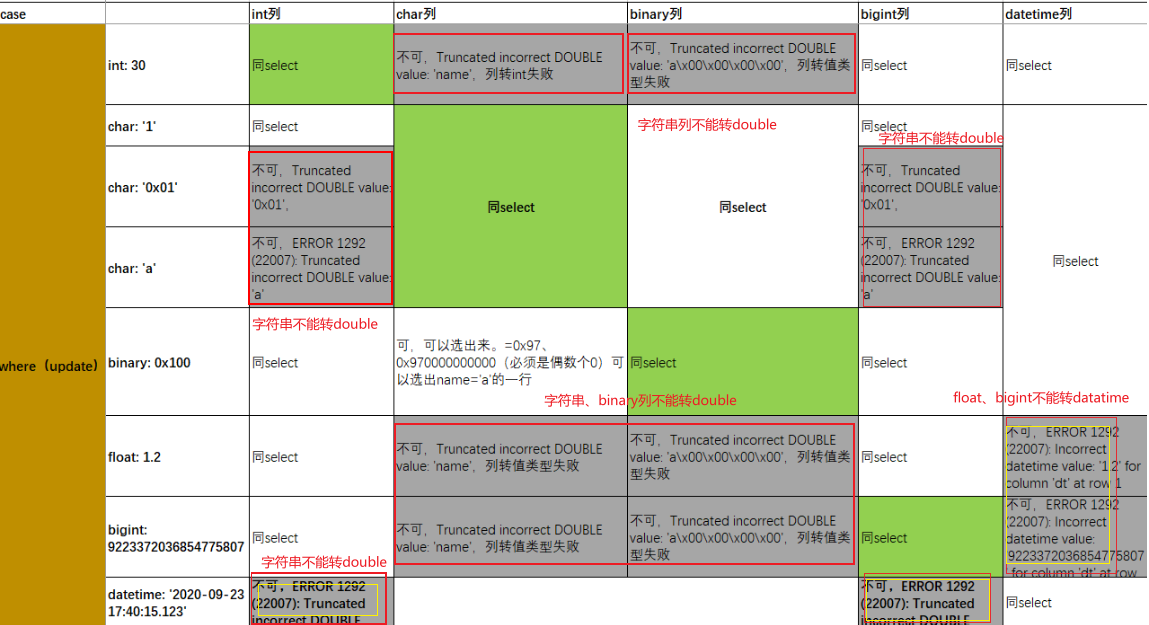 case
int列
char列
binary列
bigint列
datetime列
where（update）
int: 30
同select
不可，Truncated incorrect DOUBLE
value: 'name'，列转int失败
不可，Truncated incorrect DOUBLE
value: 'a\x00\x00\x00\x00'，列转值类
型失败
同select
同select
char: '1'
同select
字符串列不能转double
同select
字符串不能转double
char: '0x01'
不可，Truncated
incorrect DOUBLE value:
'0x01',
同select
同select
不可，Truncated
incorrect DOUBLE value:
'0x01',
char: 'a'
不可，ERROR 1292
(22007): Truncated
incorrect DOUBLE value:
'a'
不可，ERROR 1292
(22007): Truncated
incorrect DOUBLE value:
'a'
同select
字符串不能转double
binary: 0x100
同select
可，可以选出来。=0x97、
0x970000000000（必须是偶数个0）可
以选出name='a'的一行
同select
同select
字符串、binary列不能转double
float、bigint不能转datatime
float: 1.2
同select
不可，Truncated incorrect DOUBLE
value: 'name'，列转值类型失败
不可，Truncated incorrect DOUBLE
value: 'a\x00\x00\x00\x00'，列转值类
型失败
同select
不可，ERROR 1292
(22007): Incorrect
datetime value: '1.2' for
column 'dt' at row 1
bigint:
9223372036854775807
同select
不可，Truncated incorrect DOUBLE
value: 'name'，列转值类型失败
不可，Truncated incorrect DOUBLE
value: 'a\x00\x00\x00\x00'，列转值类
型失败
同select
不可，ERROR 1292
(22007): Incorrect
datetime value:
'9223372036854775807
' for column 'dt' at row
字符串不能转double
datetime: '2020-09-23
17:40:15.123'
不可，ERROR 1292
(22007): Truncated
incorrect DOUBLE
不可，ERROR 1292
(22007): Truncated
incorrect DOUBLE
同select